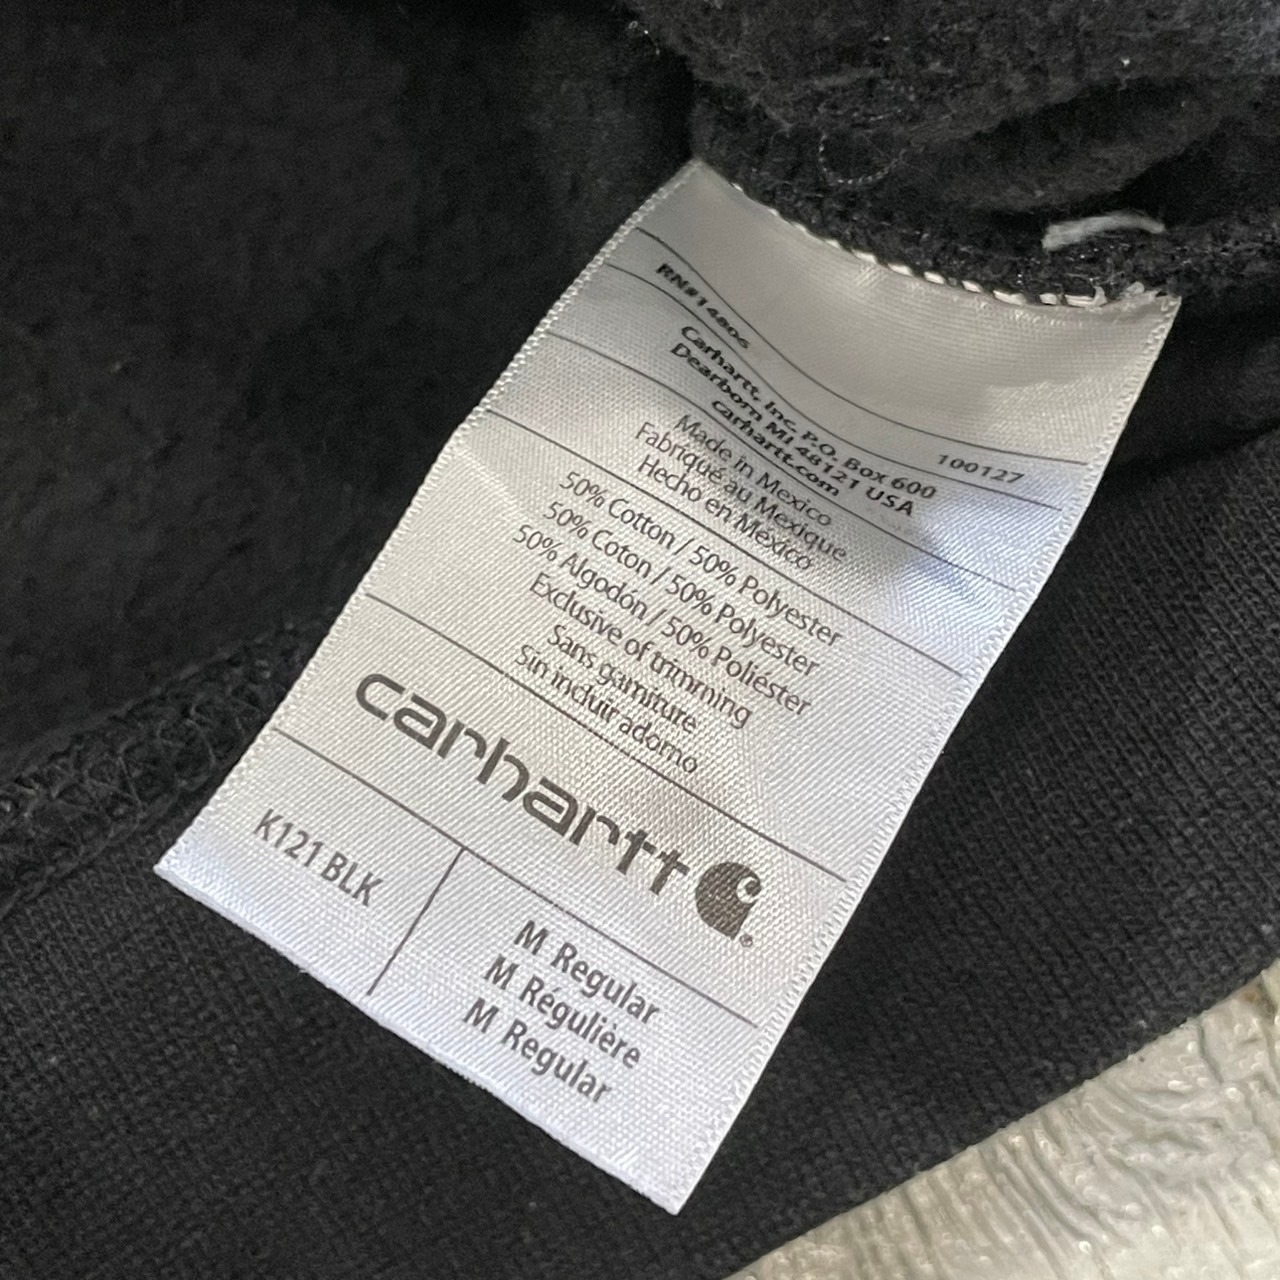 RN#14806 100127
Carhartt, Inc. P.O. Box 600
Dearborn MI 48121 USA
carhartt.com
Made in Mexico
Fabriqué au Mexique
Hecho en México
50% Cotton / 50% Polyester
50% Coton / 50% Polyester
50% Algodón / 50% Poliéster
Exclusive of trimming
Sans garniture
Sin incluir adorno
carhartt ®
K121 BLK
M Regular
M Régulière
M Regular